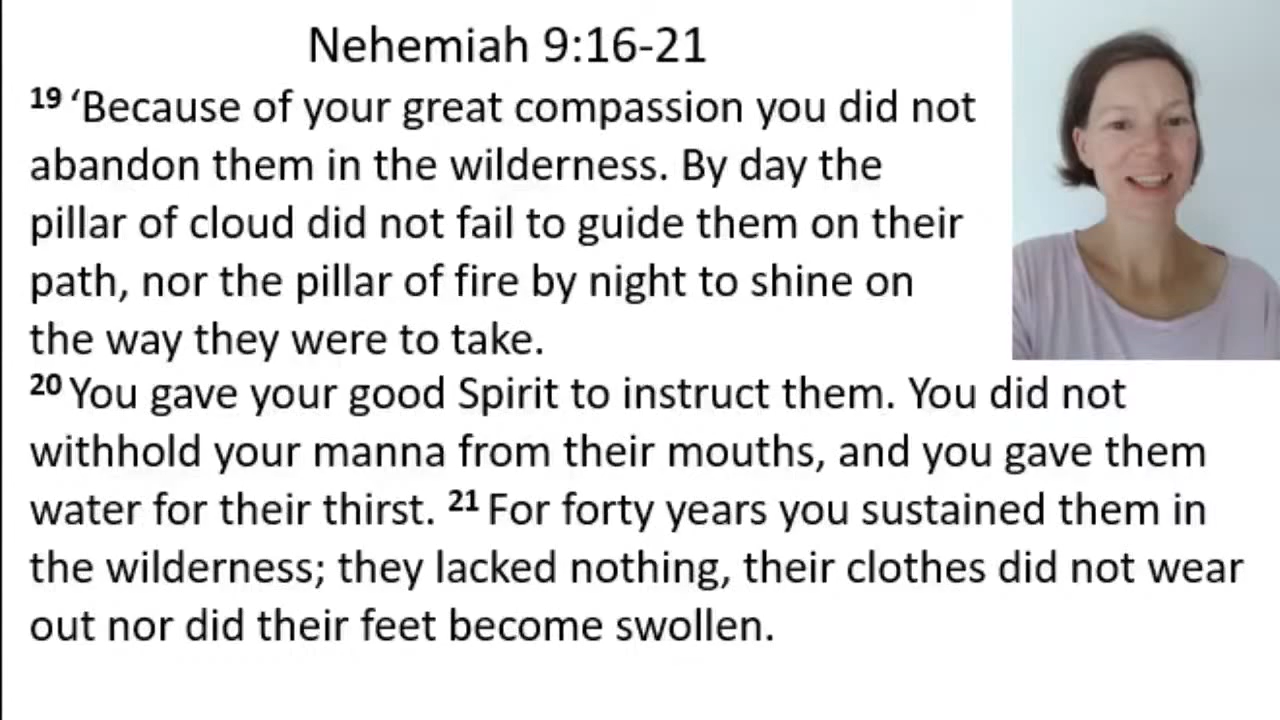 Nehemiah 9:16-21
19 ‘Because of your great compassion you did not
abandon them in the wilderness. By day the
pillar of cloud did not fail to guide them on their
path, nor the pillar of fire by night to shine on
the way they were to take.
20 You gave your good Spirit to instruct them. You did not
withhold your manna from their mouths, and you gave them
water for their thirst. 21 For forty years you sustained them in
the wilderness; they lacked nothing, their clothes did not wear
out nor did their feet become swollen.